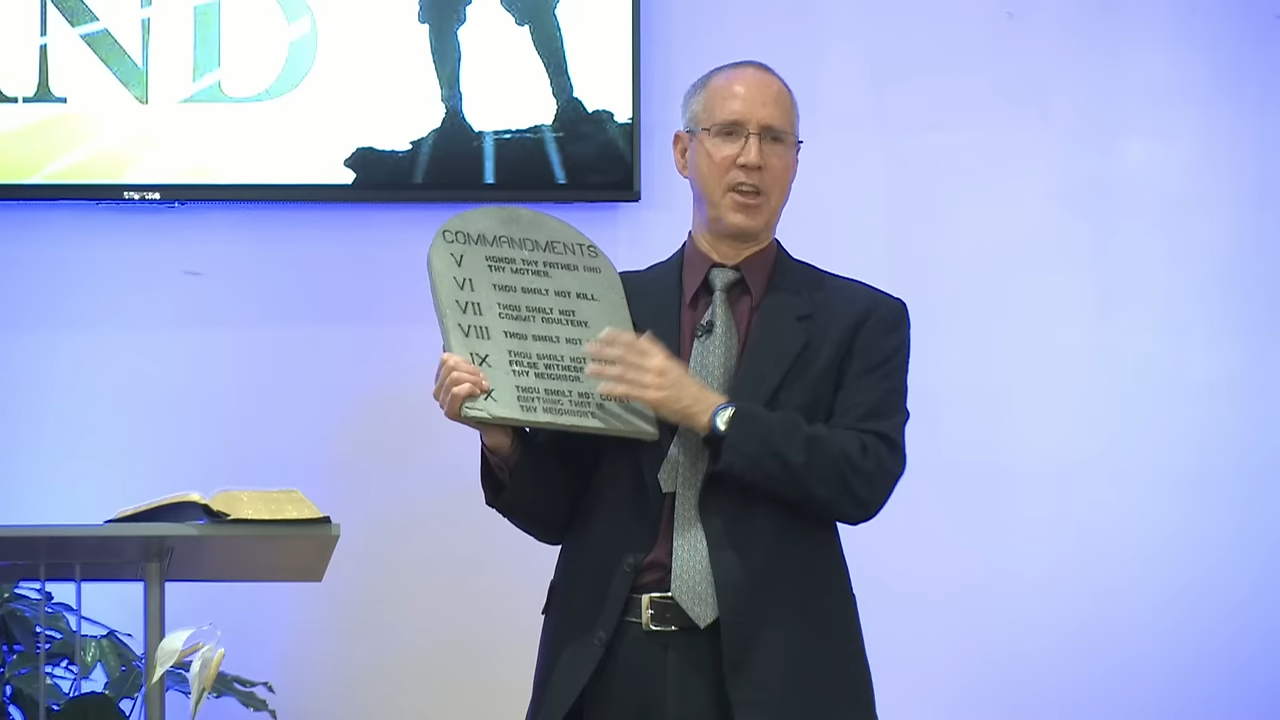 AND
COMMANDMENTS
V HONOR THY FATHER AND
THY MOTHER.
VI THOU SHALT NOT KILL.
VII THOU SHALT NOT
COMMIT ADULTERY.
VIII THOU SHALT NOT
IX THOU SHALT NOT BEAR
FALSE WITNESS
THY NEIGHBOR.
X THOU SHALT NOT COVET
ANYTHING THAT IS
THY NEIGHBOR'S